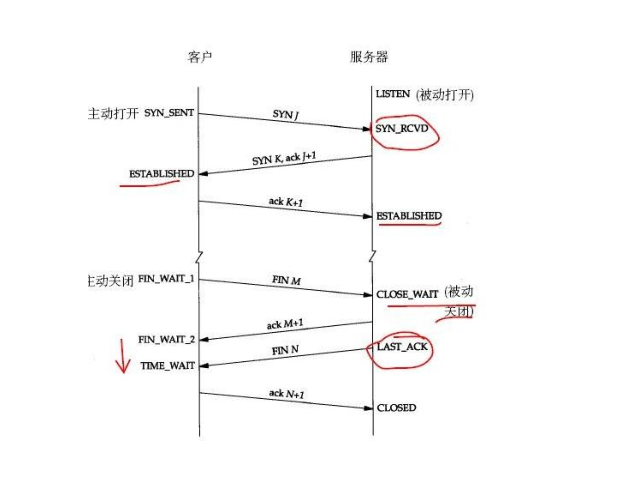 客户 服务器
LISTEN (被动打开)
主动打开 SYN_SENT
SYN J
SYN_RCVD
SYN K, ack J+1
ESTABLISHED
ack K+1
ESTABLISHED
主动关闭 FIN_WAIT_1
FIN M
CLOSE_WAIT (被动
关闭)
ack M+1
FIN_WAIT_2
FIN N
LAST_ACK
TIME_WAIT
ack N+1
CLOSED